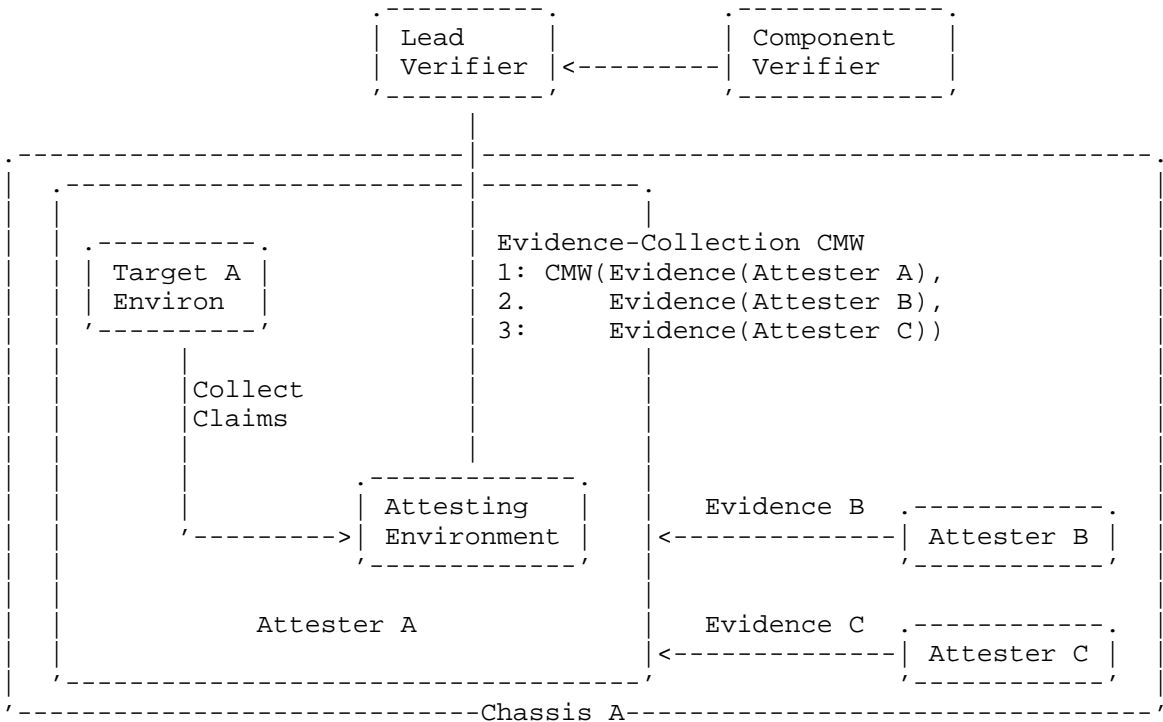 Lead
Verifier
Component
Verifier
Evidence-Collection CMW
1: CMW(Evidence(Attester A),
2. Evidence(Attester B),
3: Evidence(Attester C))
Target A
Environ
Collect
Claims
Attesting
Environment
Evidence B
Attester B
Attester A
Evidence C
Attester C
Chassis A